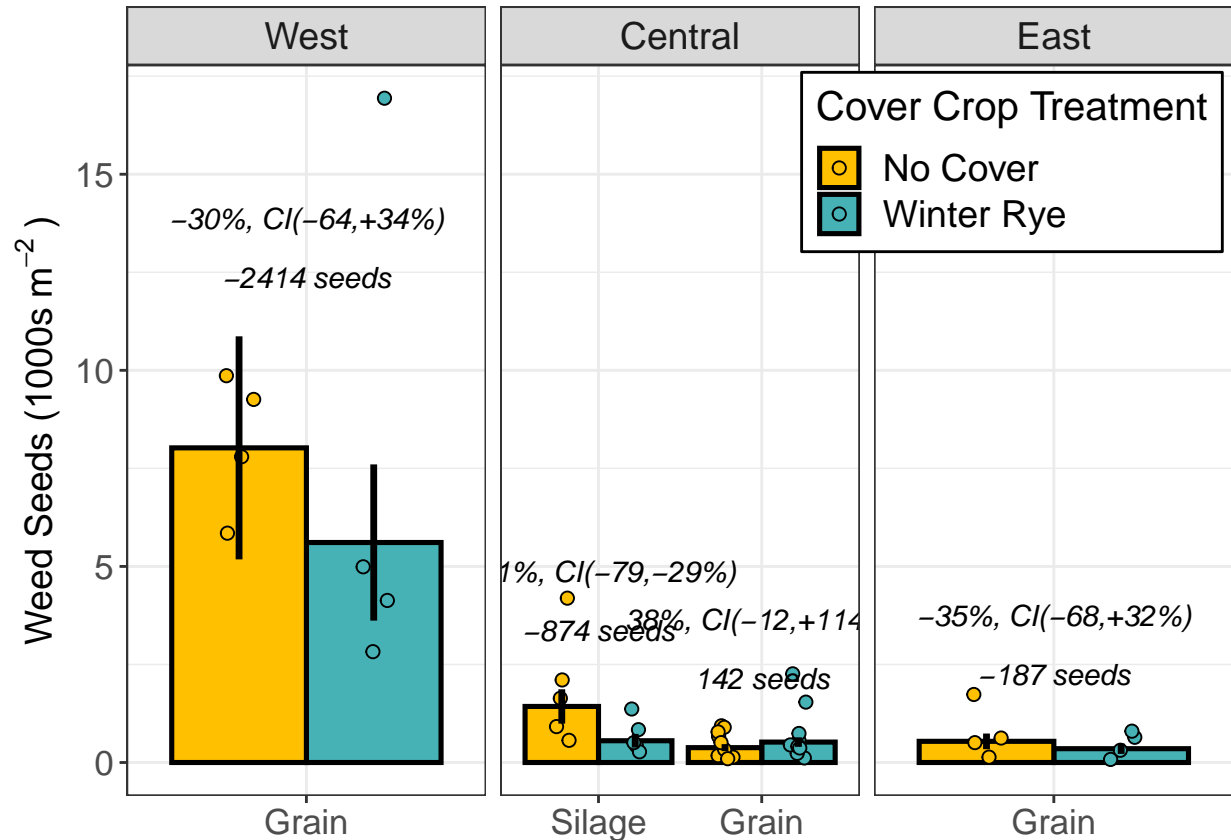 West
Central
East
Cover Crop Treatment
No Cover
Winter Rye
Weed Seeds (1000s m⁻²)
15
10
5
0
−30%, CI(−64,+34%)
−2414 seeds
1%, CI(−79,−29%)
−874 seeds
38%, CI(−12,+114
142 seeds
−35%, CI(−68,+32%)
−187 seeds
Grain
Silage
Grain
Grain